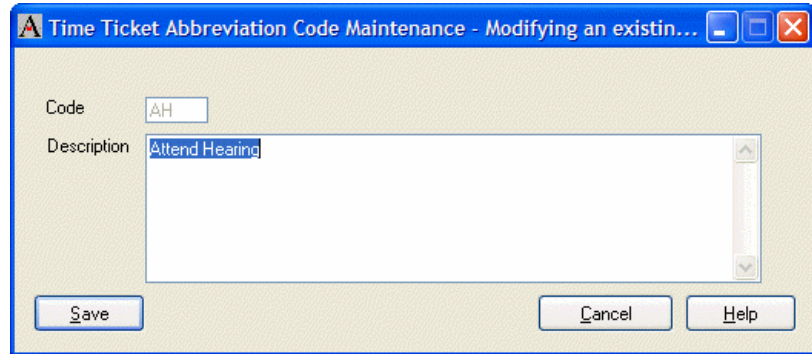 Time Ticket Abbreviation Code Maintenance - Modifying an existin...
Code AH
Description Attend Hearing
Save Cancel Help